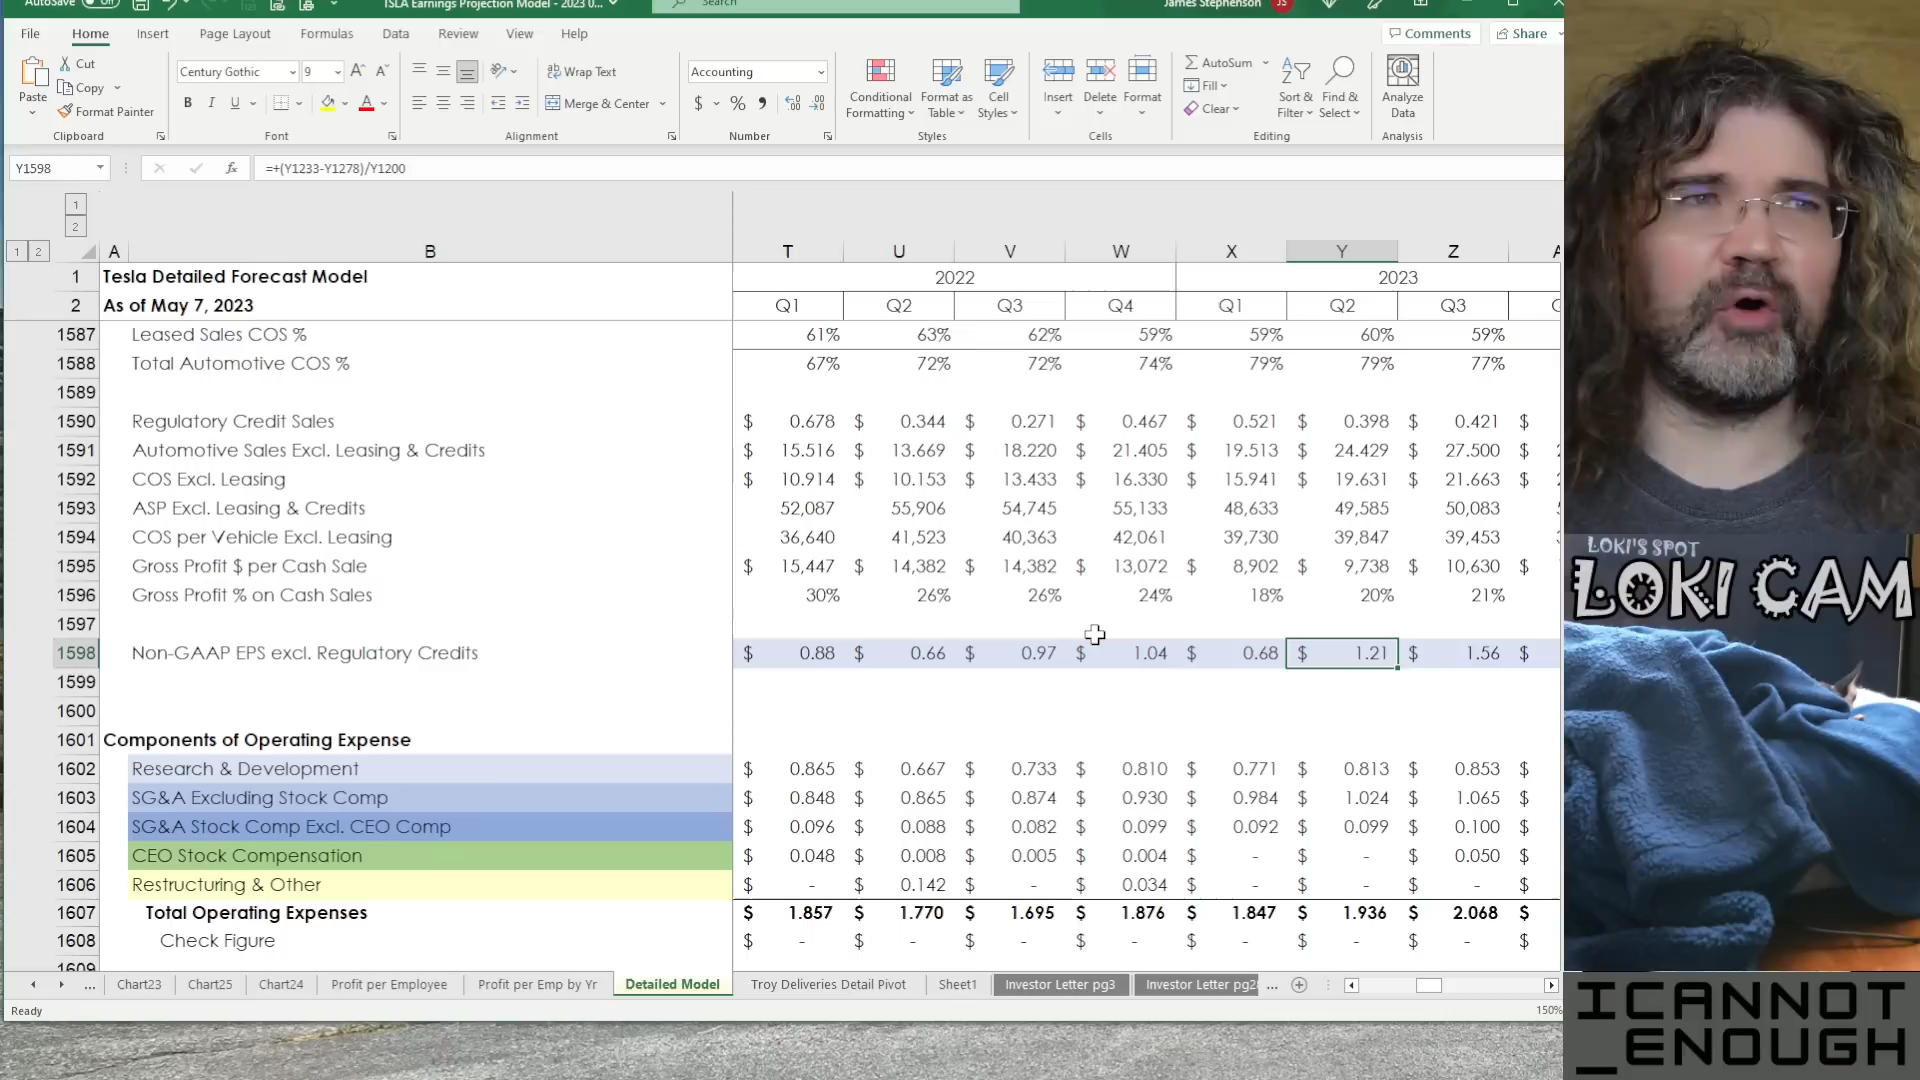 AutoSave Off TSLA Earnings Projection Model - 2023 0... Search James Stephenson JS
File Home Insert Page Layout Formulas Data Review View Help Comments Share
Paste Cut Copy Format Painter
Century Gothic 9 Wrap Text Merge & Center Accounting
B I U $ %
Conditional Formatting Format as Table Cell Styles Insert Delete Format
AutoSum Fill Clear Sort & Filter Find & Select Analyze Data
Clipboard Font Alignment Number Styles Cells Editing Analysis
Y1598 fx =+(Y1233-Y1278)/Y1200
1
2
1 2 A B T U V W X Y Z
1 Tesla Detailed Forecast Model 2022 2023
2 As of May 7, 2023 Q1 Q2 Q3 Q4 Q1 Q2 Q3
1587 Leased Sales COS % 61% 63% 62% 59% 59% 60% 59%
1588 Total Automotive COS % 67% 72% 72% 74% 79% 79% 77%
1589
1590 Regulatory Credit Sales $ 0.678 $ 0.344 $ 0.271 $ 0.467 $ 0.521 $ 0.398 $ 0.421 $
1591 Automotive Sales Excl. Leasing & Credits $ 15.516 $ 13.669 $ 18.220 $ 21.405 $ 19.513 $ 24.429 $ 27.500 $
1592 COS Excl. Leasing $ 10.914 $ 10.153 $ 13.433 $ 16.330 $ 15.941 $ 19.631 $ 21.663 $
1593 ASP Excl. Leasing & Credits 52,087 55,906 54,745 55,133 48,633 49,585 50,083
1594 COS per Vehicle Excl. Leasing 36,640 41,523 40,363 42,061 39,730 39,847 39,453
1595 Gross Profit $ per Cash Sale $ 15,447 $ 14,382 $ 14,382 $ 13,072 $ 8,902 $ 9,738 $ 10,630 $
1596 Gross Profit % on Cash Sales 30% 26% 26% 24% 18% 20% 21%
1597
1598 Non-GAAP EPS excl. Regulatory Credits $ 0.88 $ 0.66 $ 0.97 $ 1.04 $ 0.68 $ 1.21 $ 1.56 $
1599
1600
1601 Components of Operating Expense
1602 Research & Development $ 0.865 $ 0.667 $ 0.733 $ 0.810 $ 0.771 $ 0.813 $ 0.853 $
1603 SG&A Excluding Stock Comp $ 0.848 $ 0.865 $ 0.874 $ 0.930 $ 0.984 $ 1.024 $ 1.065 $
1604 SG&A Stock Comp Excl. CEO Comp $ 0.096 $ 0.088 $ 0.082 $ 0.099 $ 0.092 $ 0.099 $ 0.100 $
1605 CEO Stock Compensation $ 0.048 $ 0.008 $ 0.005 $ 0.004 $ - $ - $ 0.050 $
1606 Restructuring & Other $ - $ 0.142 $ - $ 0.034 $ - $ - $ - $
1607 Total Operating Expenses $ 1.857 $ 1.770 $ 1.695 $ 1.876 $ 1.847 $ 1.936 $ 2.068 $
1608 Check Figure $ - $ - $ - $ - $ - $ - $ - $
1609
... Chart23 Chart25 Chart24 Profit per Employee Profit per Emp by Yr Detailed Model Troy Deliveries Detail Pivot Sheet1 Investor Letter pg3 Investor Letter pg2 ...
Ready 150%
LOKI'S SPOT
LOKI CAM
ICANNOT
_ENOUGH